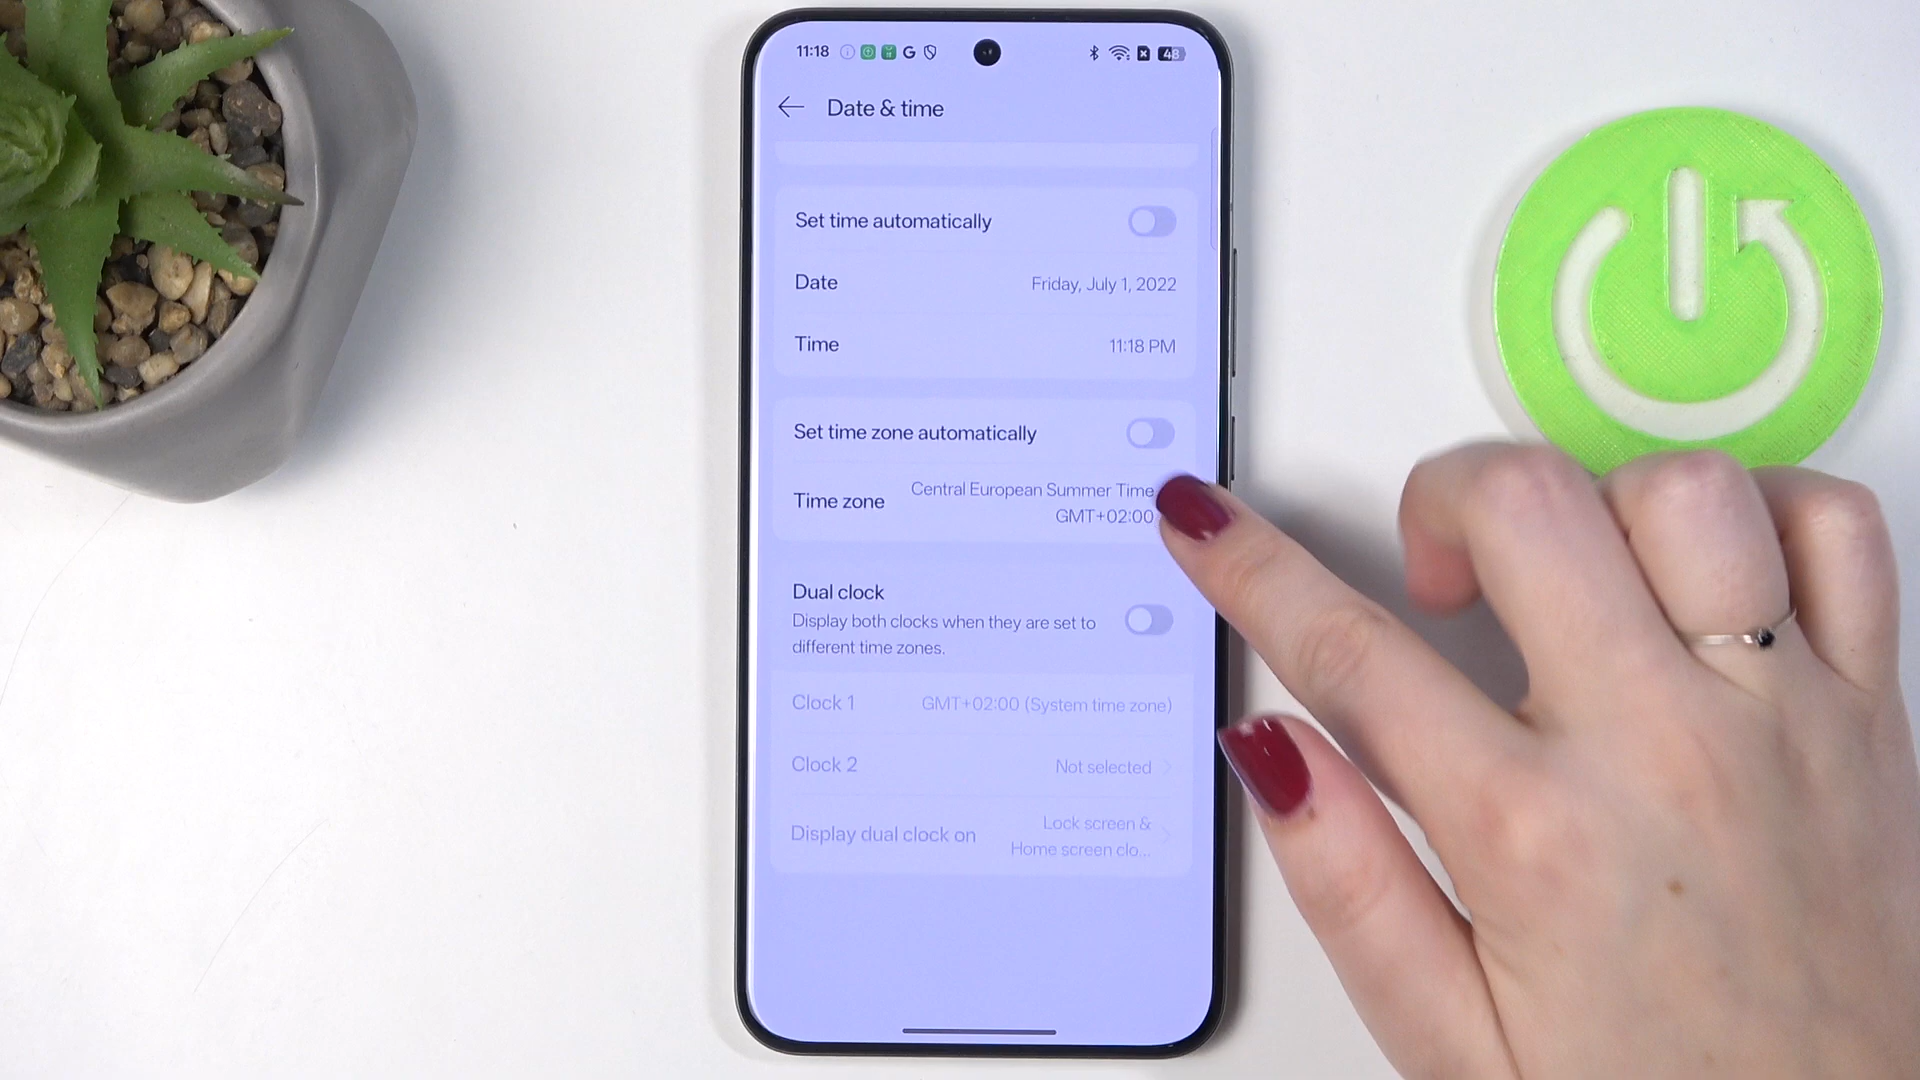 11:18 G 48
Date & time
Set time automatically
Date Friday, July 1, 2022
Time 11:18 PM
Set time zone automatically
Time zone Central European Summer Time
GMT+02:00
Dual clock
Display both clocks when they are set to
different time zones.
Clock 1 GMT+02:00 (System time zone)
Clock 2 Not selected
Display dual clock on Lock screen &
Home screen clo...